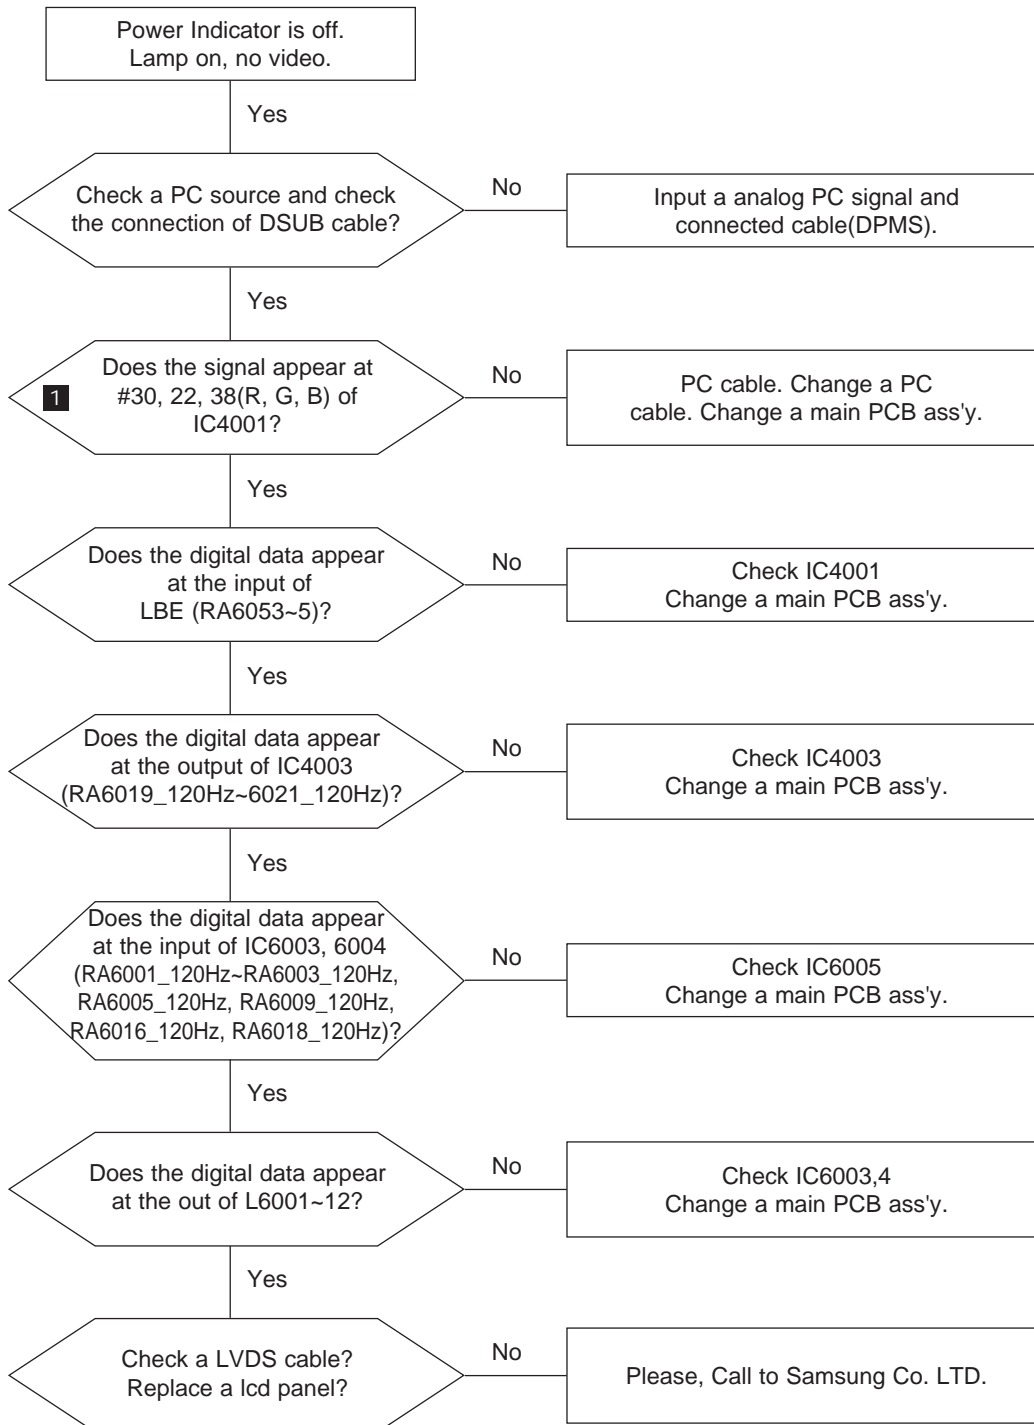 Power Indicator is off.
Lamp on, no video.
Yes
Check a PC source and check
the connection of DSUB cable?
No
Input a analog PC signal and
connected cable(DPMS).
Yes
1
Does the signal appear at
#30, 22, 38(R, G, B) of
IC4001?
No
PC cable. Change a PC
cable. Change a main PCB ass'y.
Yes
Does the digital data appear
at the input of
LBE (RA6053~5)?
No
Check IC4001
Change a main PCB ass'y.
Yes
Does the digital data appear
at the output of IC4003
(RA6019_120Hz~6021_120Hz)?
No
Check IC4003
Change a main PCB ass'y.
Yes
Does the digital data appear
at the input of IC6003, 6004
(RA6001_120Hz~RA6003_120Hz,
RA6005_120Hz, RA6009_120Hz,
RA6016_120Hz, RA6018_120Hz)?
No
Check IC6005
Change a main PCB ass'y.
Yes
Does the digital data appear
at the out of L6001~12?
No
Check IC6003,4
Change a main PCB ass'y.
Yes
Check a LVDS cable?
Replace a lcd panel?
No
Please, Call to Samsung Co. LTD.